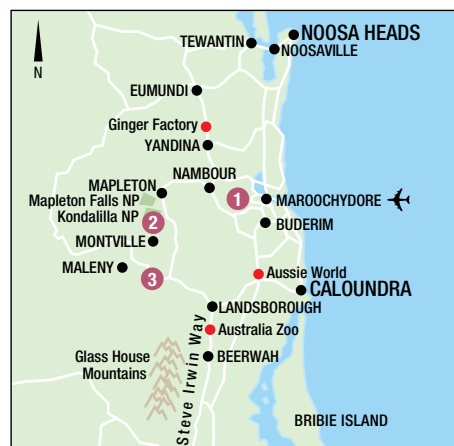 NOOSA HEADS
TEWANTIN
NOOSAVILLE
N
EUMUNDI
Ginger Factory
YANDINA
NAMBOUR
MAPLETON
1
MAROOCHYDORE
Mapleton Falls NP
Kondalilla NP
2
BUDERIM
MONTVILLE
MALENY
3
Aussie World
CALOUNDRA
LANDSBOROUGH
Australia Zoo
Glass House
Mountains
BEERWAH
Steve Irwin Way
BRIBIE ISLAND